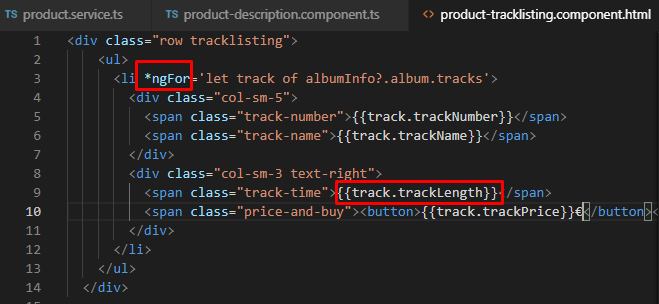 TS product.service.ts
TS product-description.component.ts
<> product-tracklisting.component.html
1 <div class="row tracklisting">
2 <ul>
3 <li *ngFor='let track of albumInfo?.album.tracks'>
4 <div class="col-sm-5">
5 <span class="track-number">{{track.trackNumber}}</span>
6 <span class="track-name">{{track.trackName}}</span>
7 </div>
8 <div class="col-sm-3 text-right">
9 <span class="track-time">{{track.trackLength}}</span>
10 <span class="price-and-buy"><button>{{track.trackPrice}}€</button><
11 </div>
12 </li>
13 </ul>
14 </div>